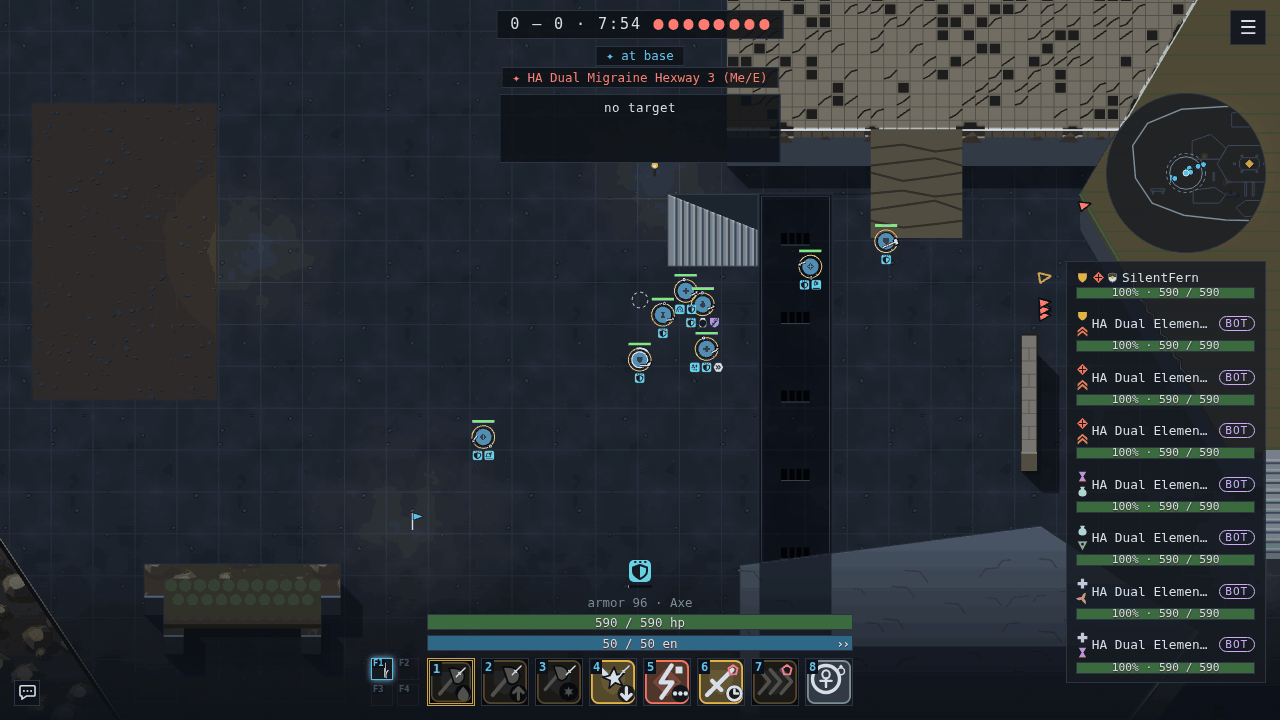 0 – 0 · 7:54
✦ at base
✦ HA Dual Migraine Hexway 3 (Me/E)
no target
SilentFern
100% · 590 / 590
HA Dual Elemen… BOT
100% · 590 / 590
HA Dual Elemen… BOT
100% · 590 / 590
HA Dual Elemen… BOT
100% · 590 / 590
HA Dual Elemen… BOT
100% · 590 / 590
HA Dual Elemen… BOT
100% · 590 / 590
HA Dual Elemen… BOT
100% · 590 / 590
HA Dual Elemen… BOT
100% · 590 / 590
armor 96 · Axe
590 / 590 hp
50 / 50 en ››
F1 F2
F3 F4
1 2 3 4 5 6 7 8